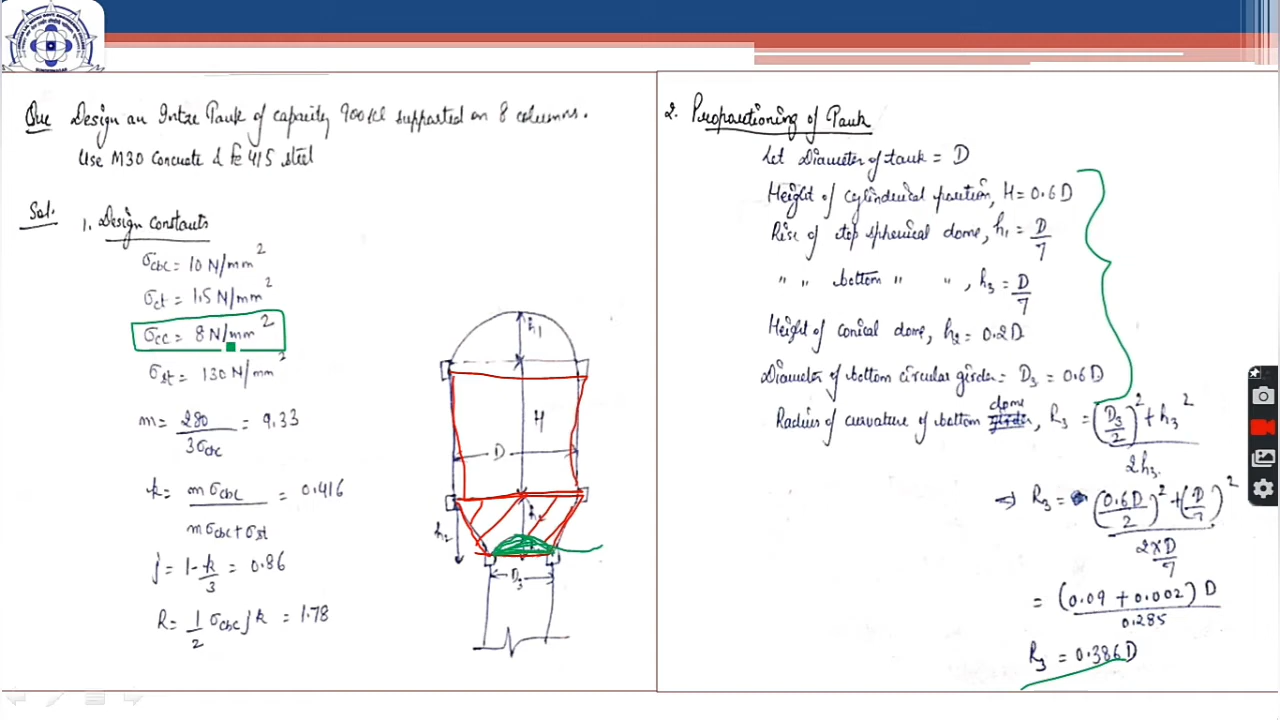 Que Design an Intze Tank of capacity 900 kl supported on 8 columns.
Use M30 Concrete & fe 415 steel
Sol. 1. Design Constants
σcbc = 10 N/mm²
σct = 1.5 N/mm²
σcc = 8 N/mm²
σst = 130 N/mm²
m = 280 / 3σcbc = 9.33
k = mσcbc / mσcbc + σst = 0.416
j = 1 - k/3 = 0.86
R = 1/2 σcbc j k = 1.78
h₁
H
D
h₂
D₃
2. Proportioning of Tank
Let Diameter of tank = D
Height of cylindrical portion, H = 0.6D
Rise of top spherical dome, h₁ = D/7
" " bottom " " , h₃ = D/7
Height of conical dome, h₂ = 0.2D
Diameter of bottom circular girder = D₃ = 0.6D
Radius of curvature of bottom dome, R₃ = (D₃/2)² + h₃² / 2h₃
⇒ R₃ = (0.6D/2)² + (D/7)² / 2×D/7
= (0.09 + 0.002) D / 0.285
R₃ = 0.386D